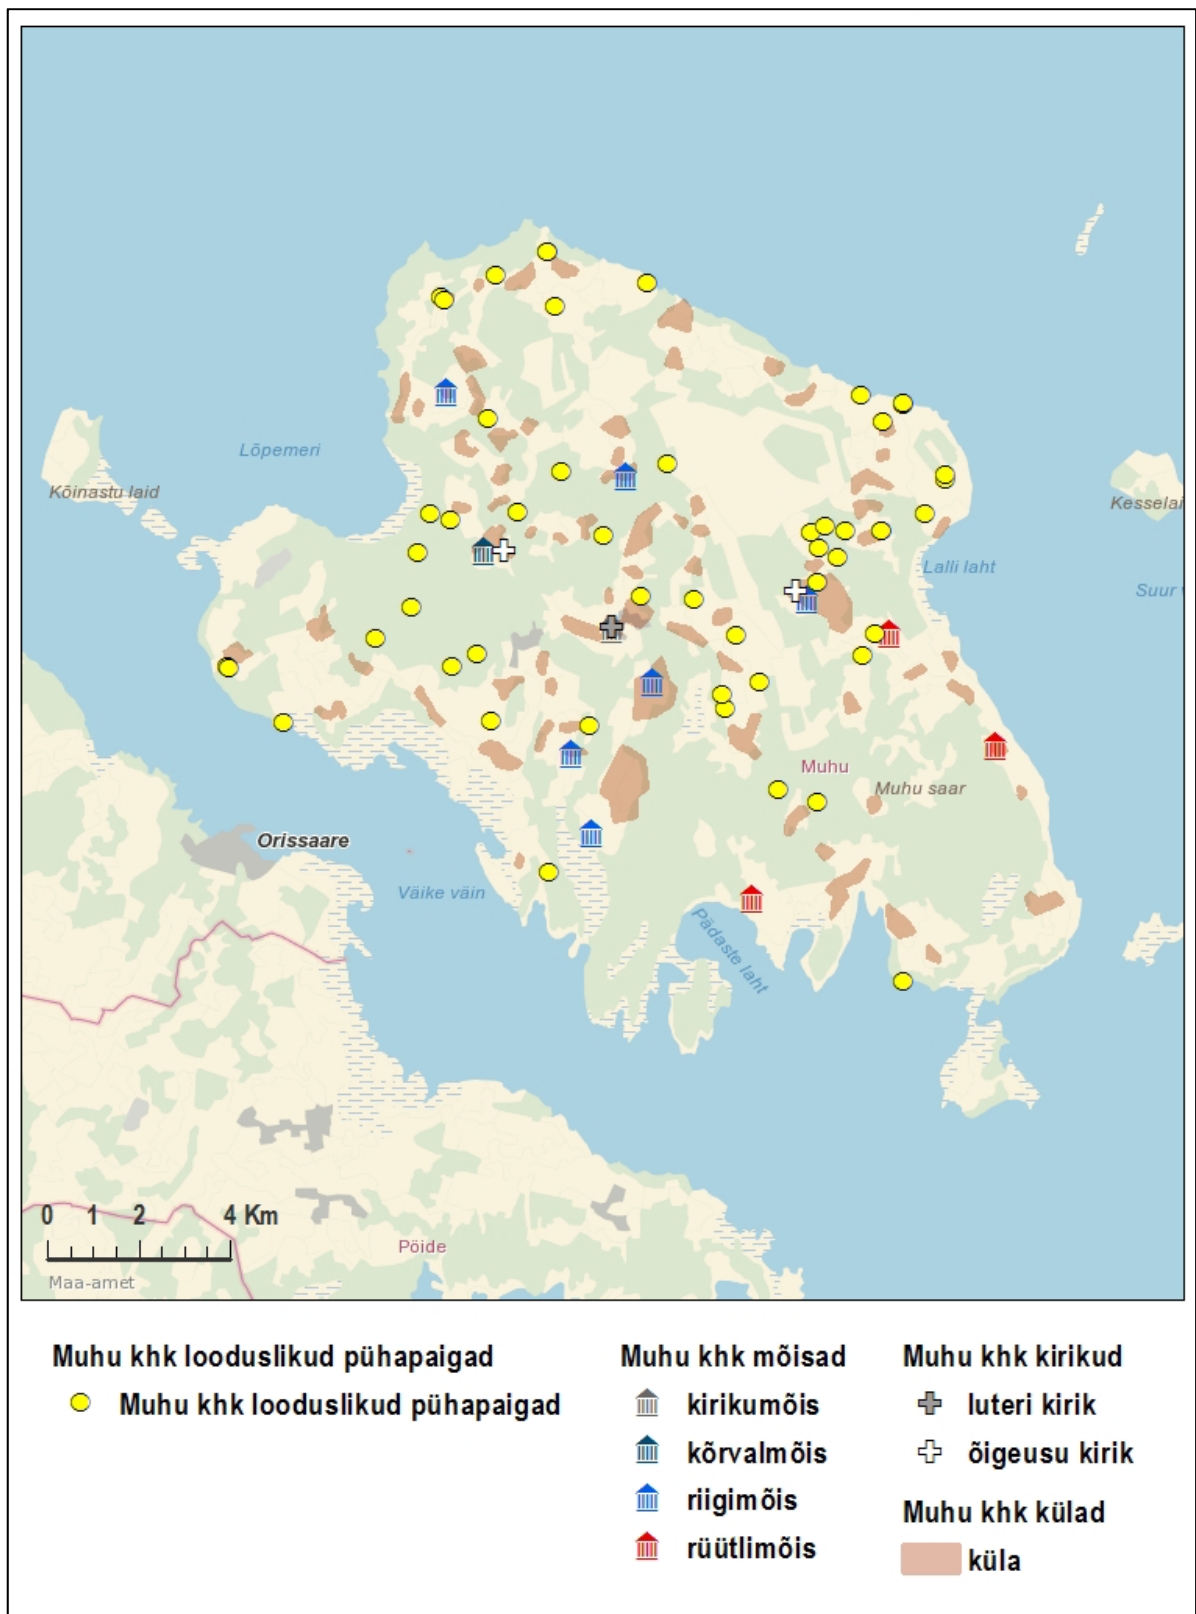 Lõpemeri
Kõinastu laid
Kesselai
Lalli laht
Suur v
Muhu
Muhu saar
Orissaare
Väike väin
Pädaste laht
0 1 2 4 Km
Pöide
Maa-amet
Muhu khk looduslikud pühapaigad
Muhu khk looduslikud pühapaigad
Muhu khk mõisad
kirikumõis
kõrvalmõis
riigimõis
rüütlimõis
Muhu khk kirikud
luteri kirik
õigeusu kirik
Muhu khk külad
küla